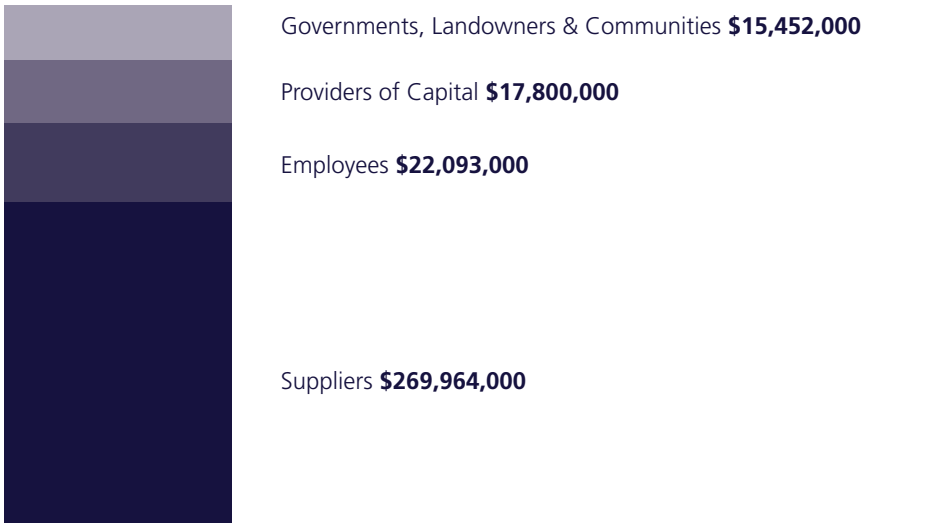 Governments, Landowners & Communities $15,452,000
Providers of Capital $17,800,000
Employees $22,093,000
Suppliers $269,964,000